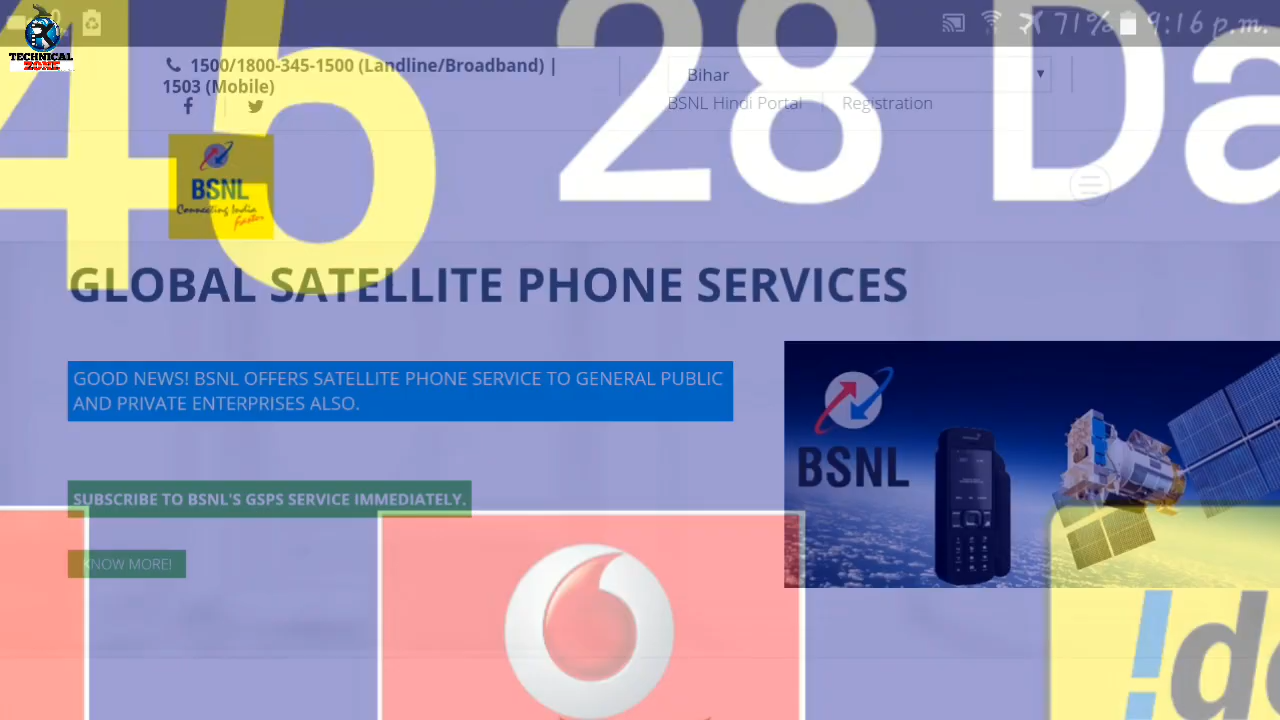 71% 9:16 p.m.
TECHNICAL
ZONE
45 28 Da
1500/1800-345-1500 (Landline/Broadband) |
1503 (Mobile)
Bihar
BSNL Hindi Portal
Registration
BSNL
Connecting India
Faster
GLOBAL SATELLITE PHONE SERVICES
GOOD NEWS! BSNL OFFERS SATELLITE PHONE SERVICE TO GENERAL PUBLIC
AND PRIVATE ENTERPRISES ALSO.
BSNL
SUBSCRIBE TO BSNL'S GSPS SERVICE IMMEDIATELY.
KNOW MORE!
!de